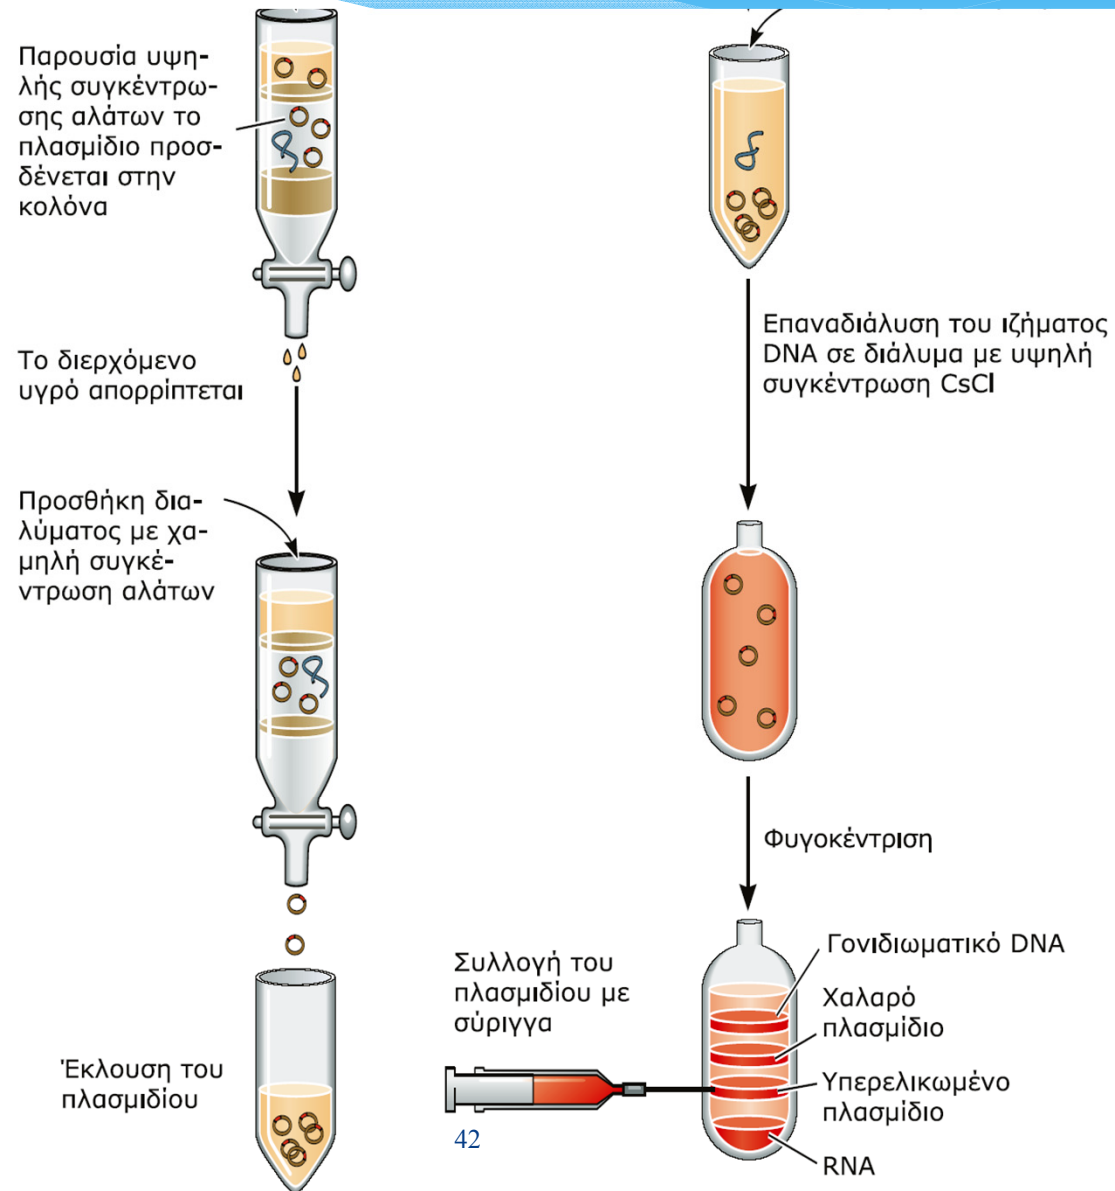 Παρουσία υψη-
λής συγκέντρω-
σης αλάτων το
πλασμίδιο προσ-
δένεται στην
κολόνα
Το διερχόμενο
υγρό απορρίπτεται
Προσθήκη δια-
λύματος με χα-
μηλή συγκέ-
ντρωση αλάτων
Έκλουση του
πλασμιδίου
Επαναδιάλυση του ιζήματος
DNA σε διάλυμα με υψηλή
συγκέντρωση CsCl
Φυγοκέντριση
Συλλογή του
πλασμιδίου με
σύριγγα
Γονιδιωματικό DNA
Χαλαρό
πλασμίδιο
Υπερελικωμένο
πλασμίδιο
RNA
42